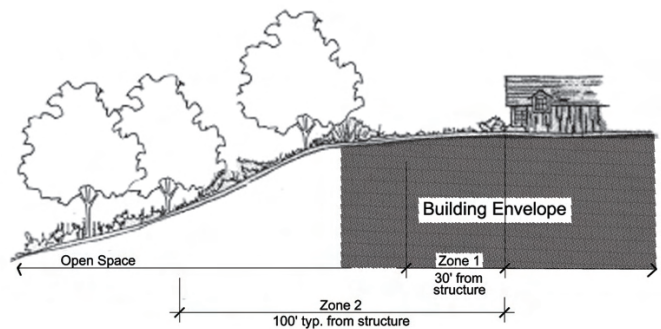 Building Envelope
Open Space
Zone 1
30' from
structure
Zone 2
100' typ. from structure